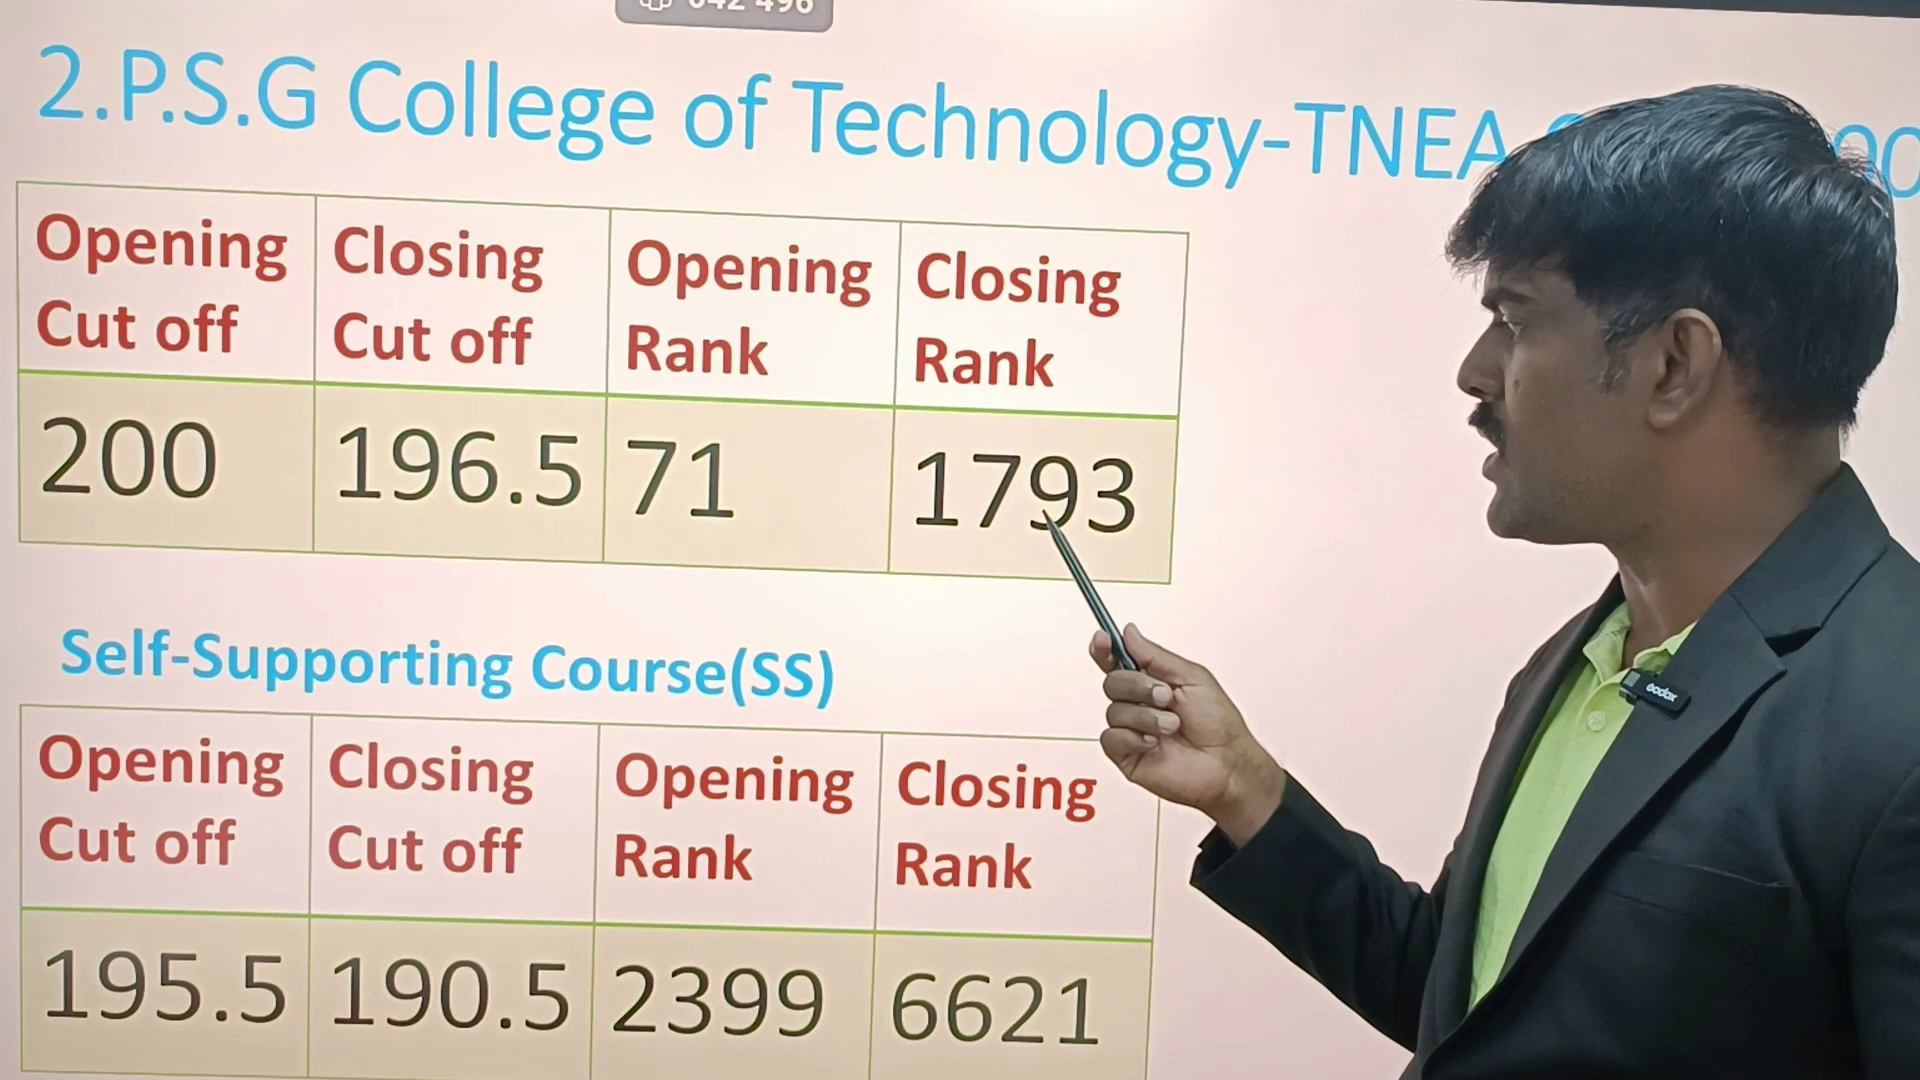 2.P.S.G College of Technology-TNEA
Opening Cut off
Closing Cut off
Opening Rank
Closing Rank
200
196.5
71
1793
Self-Supporting Course(SS)
Opening Cut off
Closing Cut off
Opening Rank
Closing Rank
195.5
190.5
2399
6621
Godox